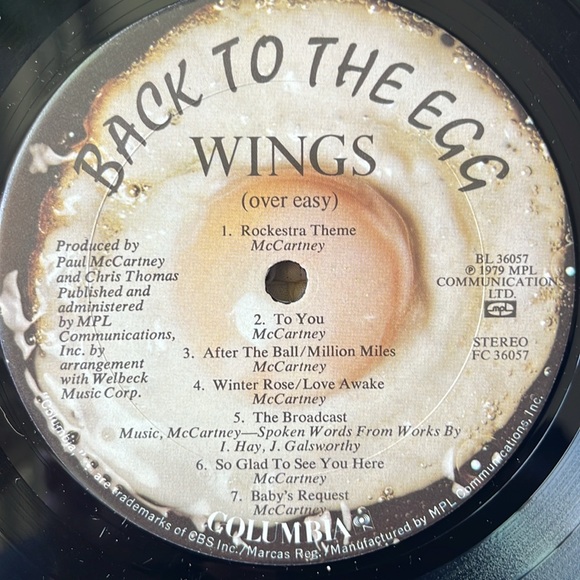 BACK TO THE EGG
WINGS
(over easy)
1. Rockestra Theme
McCartney
Produced by
Paul McCartney
and Chris Thomas
Published and
administered
by MPL
Communications,
Inc. by
arrangement
with Welbeck
Music Corp.
BL 36057
℗ 1979 MPL
COMMUNICATIONS
LTD.
mpl
STEREO
FC 36057
2. To You
McCartney
3. After The Ball/Million Miles
McCartney
4. Winter Rose/Love Awake
McCartney
5. The Broadcast
Music, McCartney—Spoken Words From Works By
I. Hay, J. Galsworthy
6. So Glad To See You Here
McCartney
7. Baby's Request
McCartney
COLUMBIA
are trademarks of CBS Inc./Marcas Reg./Manufactured by MPL Communications, Inc.